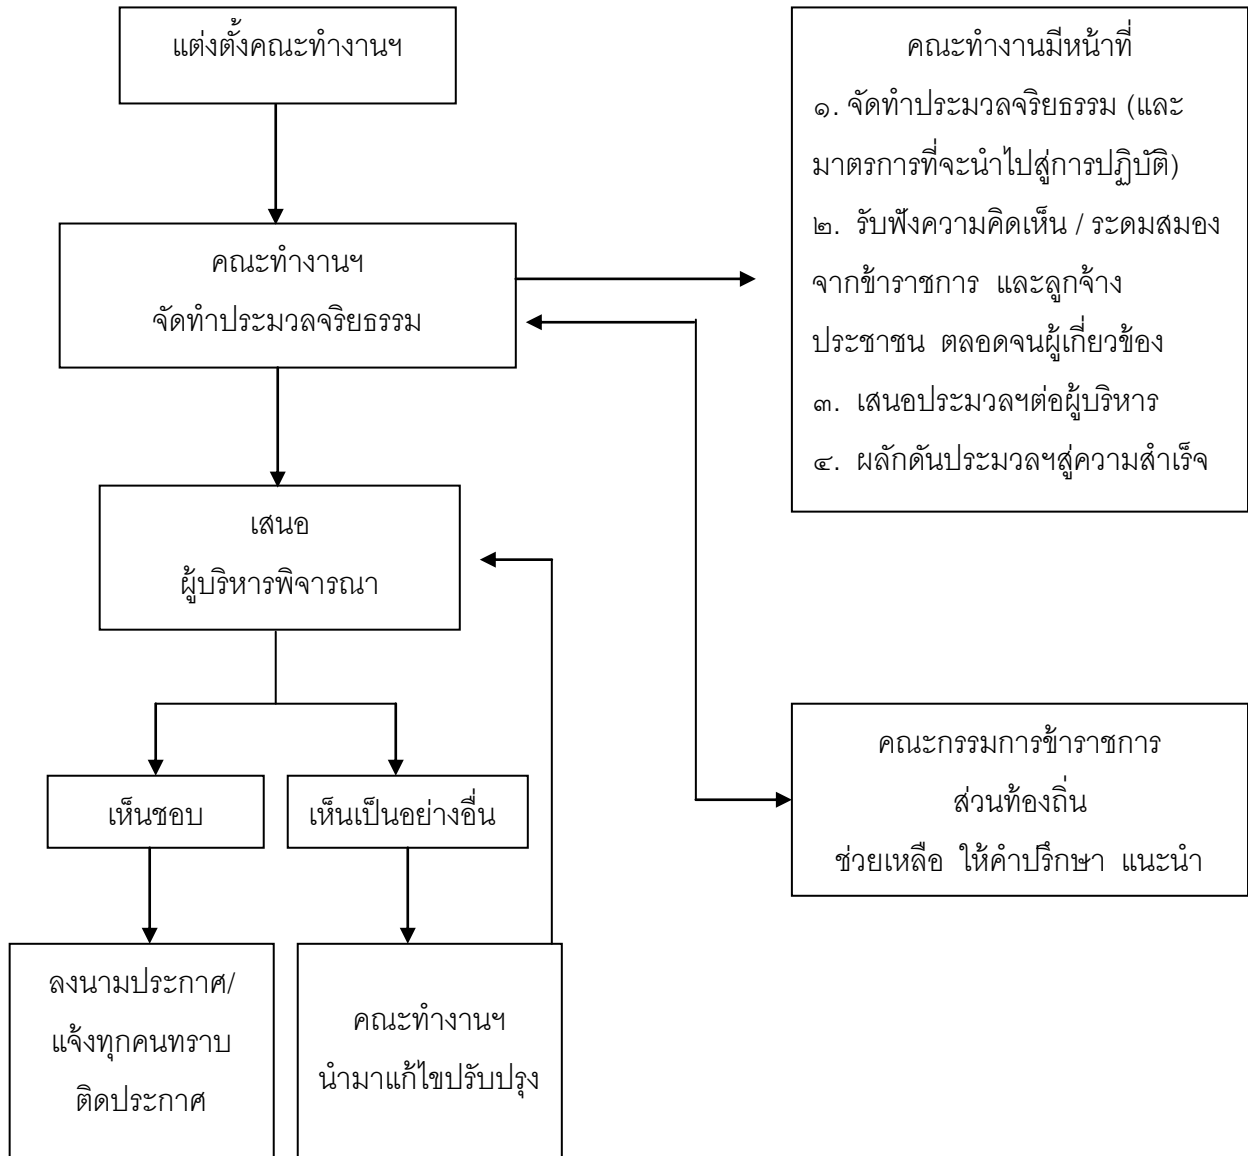 แต่งตั้งคณะทำงานฯ
คณะทำงานฯ
จัดทำประมวลจริยธรรม
เสนอ
ผู้บริหารพิจารณา
เห็นชอบ
เห็นเป็นอย่างอื่น
ลงนามประกาศ/
แจ้งทุกคนทราบ
ติดประกาศ
คณะทำงานฯ
นำมาแก้ไขปรับปรุง
คณะทำงานมีหน้าที่
๑. จัดทำประมวลจริยธรรม (และ
มาตรการที่จะนำไปสู่การปฏิบัติ)
๒. รับฟังความคิดเห็น / ระดมสมอง
จากข้าราชการ และลูกจ้าง
ประชาชน ตลอดจนผู้เกี่ยวข้อง
๓. เสนอประมวลฯต่อผู้บริหาร
๔. ผลักดันประมวลฯสู่ความสำเร็จ
คณะกรรมการข้าราชการ
ส่วนท้องถิ่น
ช่วยเหลือ ให้คำปรึกษา แนะนำ